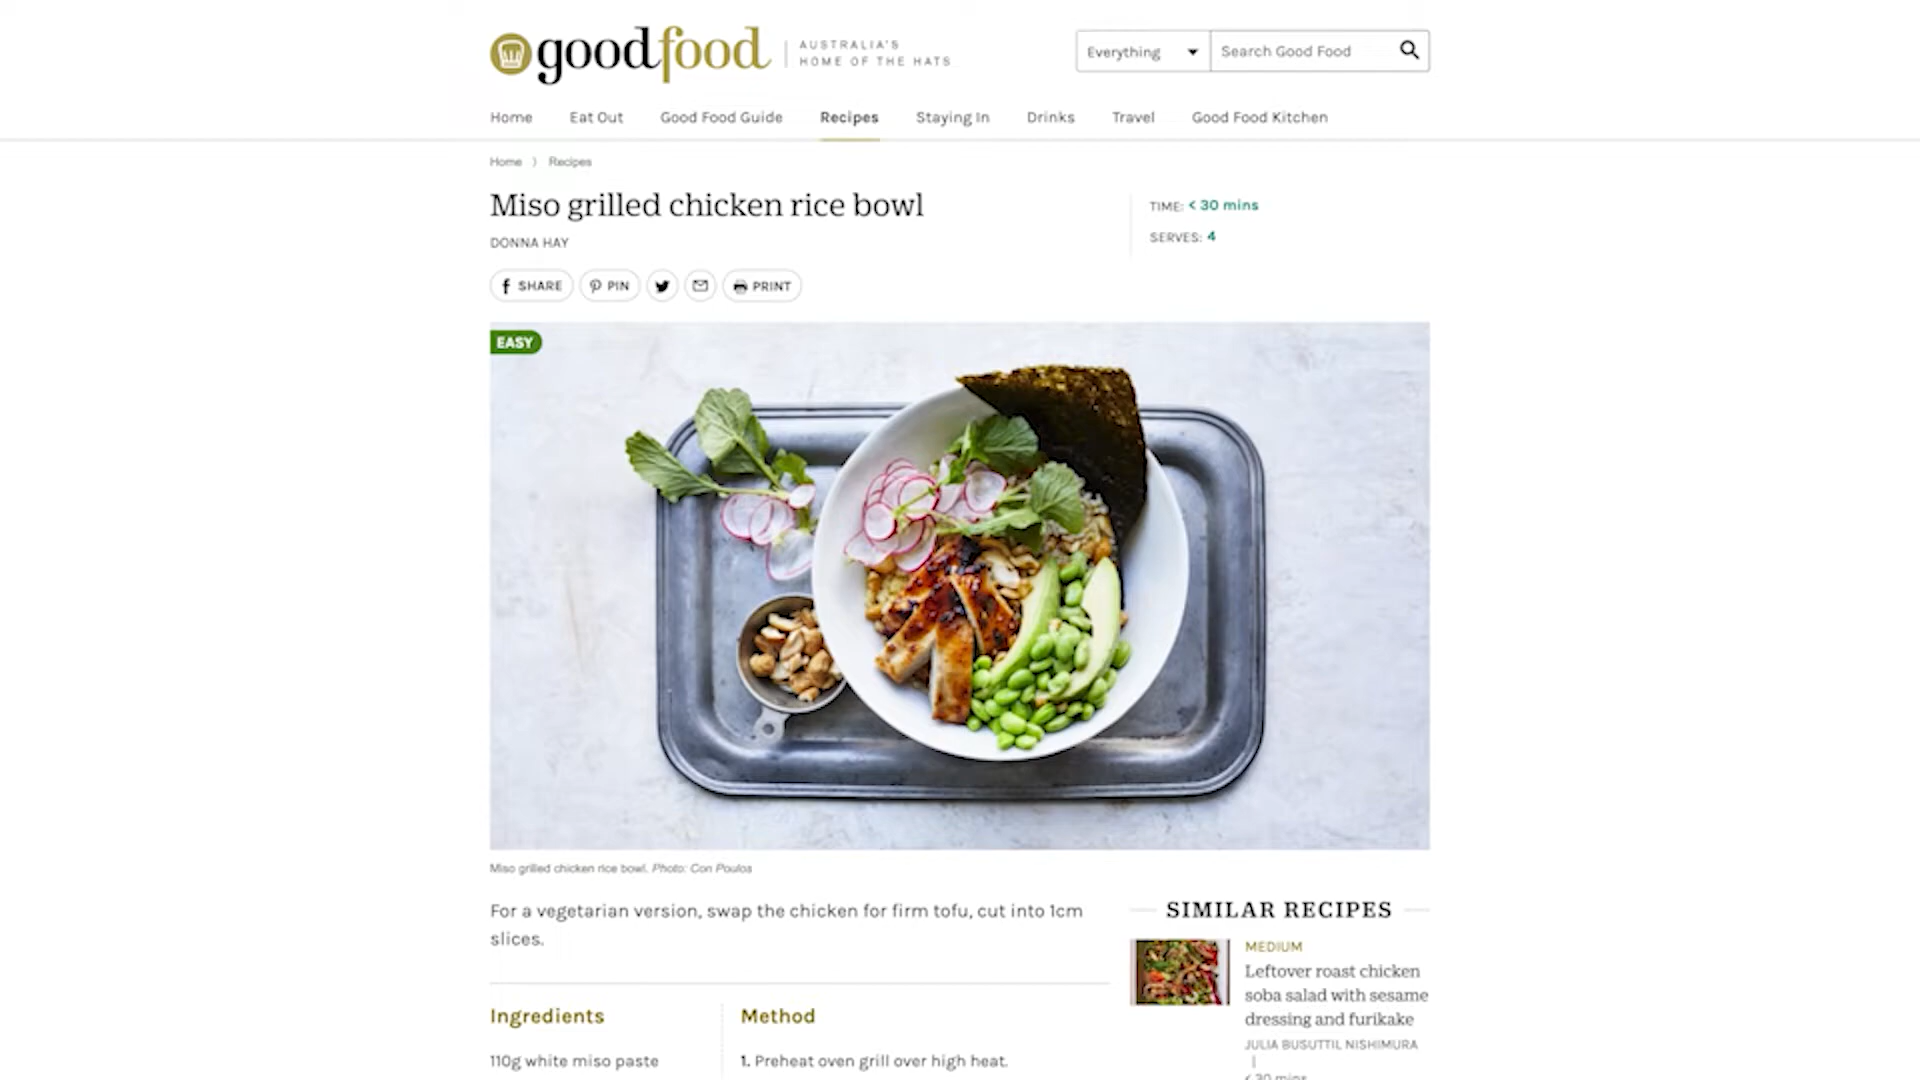 goodfood
AUSTRALIA'S
HOME OF THE HATS
Everything
Search Good Food
Home
Eat Out
Good Food Guide
Recipes
Staying In
Drinks
Travel
Good Food Kitchen
Home
Recipes
Miso grilled chicken rice bowl
DONNA HAY
TIME: < 30 mins
SERVES: 4
SHARE
PIN
PRINT
EASY
Miso grilled chicken rice bowl. Photo: Con Poulos
For a vegetarian version, swap the chicken for firm tofu, cut into 1cm
slices.
Ingredients
110g white miso paste
Method
1. Preheat oven grill over high heat.
SIMILAR RECIPES
MEDIUM
Leftover roast chicken
soba salad with sesame
dressing and furikake
JULIA BUSUTTIL NISHIMURA
|
< 30 mins